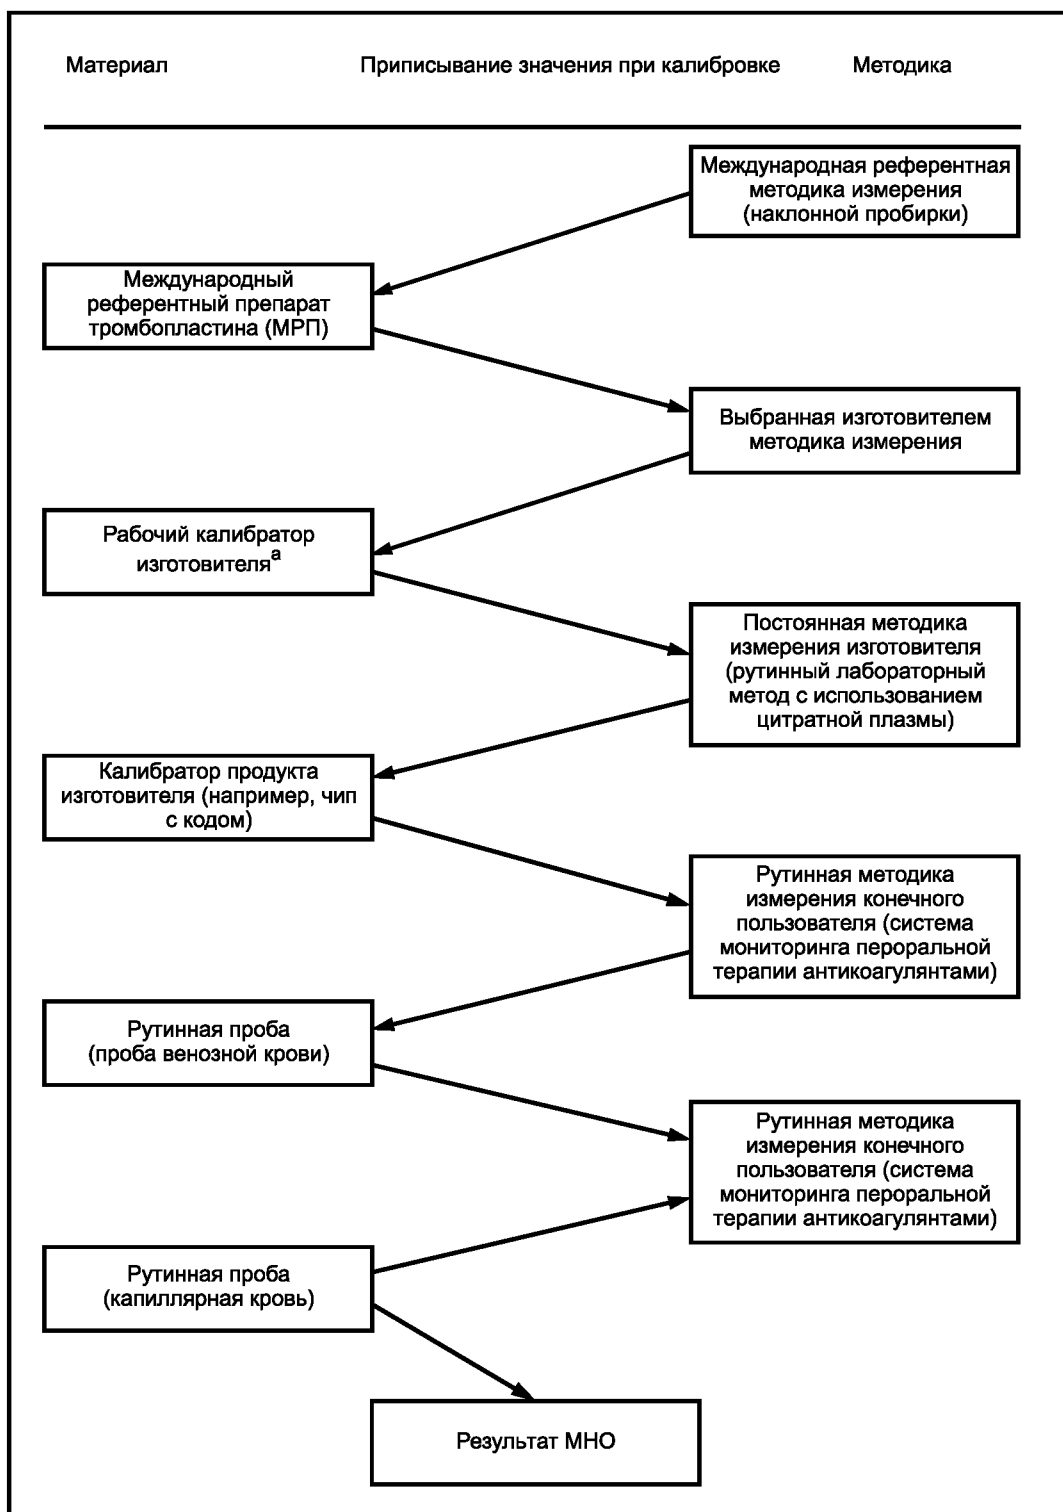 Материал Приписывание значения при калибровке Методика
Международная референтная
методика измерения
(наклонной пробирки)
Международный
референтный препарат
тромбопластина (МРП)
Выбранная изготовителем
методика измерения
Рабочий калибратор
изготовителяа
Постоянная методика
измерения изготовителя
(рутинный лабораторный
метод с использованием
цитратной плазмы)
Калибратор продукта
изготовителя (например, чип
с кодом)
Рутинная методика
измерения конечного
пользователя (система
мониторинга пероральной
терапии антикоагулянтами)
Рутинная проба
(проба венозной крови)
Рутинная методика
измерения конечного
пользователя (система
мониторинга пероральной
терапии антикоагулянтами)
Рутинная проба
(капиллярная кровь)
Результат МНО